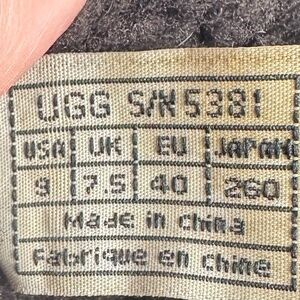 UGG S/N 5381
USA UK EU JAPAN
9 7.5 40 260
Made in China
Fabrique en Chine